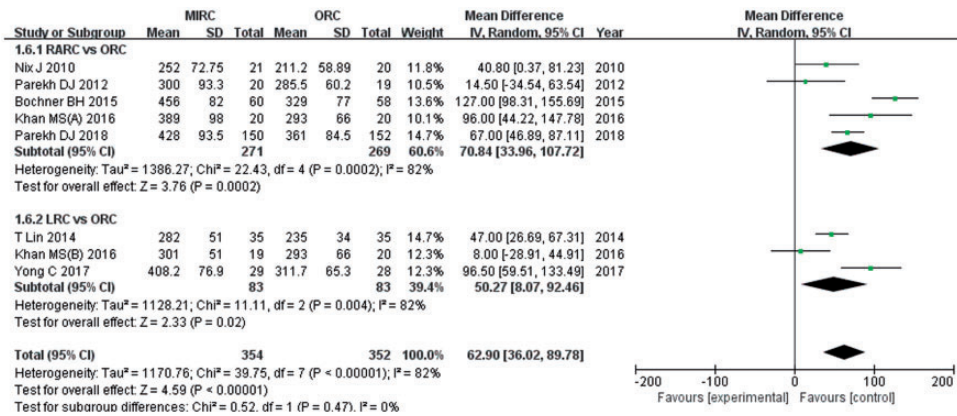 MIRC ORC Mean Difference Mean Difference
Study or Subgroup Mean SD Total Mean SD Total Weight IV, Random, 95% CI Year IV, Random, 95% CI
1.6.1 RARC vs ORC
Nix J 2010 252 72.75 21 211.2 58.89 20 11.8% 40.80 [0.37, 81.23] 2010
Parekh DJ 2012 300 93.3 20 285.5 60.2 19 10.5% 14.50 [-34.54, 63.54] 2012
Bochner BH 2015 456 82 60 329 77 58 13.6% 127.00 [98.31, 155.69] 2015
Khan MS(A) 2016 389 98 20 293 66 20 10.1% 96.00 [44.22, 147.78] 2016
Parekh DJ 2018 428 93.5 150 361 84.5 152 14.7% 67.00 [46.89, 87.11] 2018
Subtotal (95% CI) 271 269 60.6% 70.84 [33.96, 107.72]
Heterogeneity: Tau² = 1386.27; Chi² = 22.43, df = 4 (P = 0.0002); I² = 82%
Test for overall effect: Z = 3.76 (P = 0.0002)
1.6.2 LRC vs ORC
T Lin 2014 282 51 35 235 34 35 14.7% 47.00 [26.69, 67.31] 2014
Khan MS(B) 2016 301 51 19 293 66 20 12.3% 8.00 [-28.91, 44.91] 2016
Yong C 2017 408.2 76.9 29 311.7 65.3 28 12.3% 96.50 [59.51, 133.49] 2017
Subtotal (95% CI) 83 83 39.4% 50.27 [8.07, 92.46]
Heterogeneity: Tau² = 1128.21; Chi² = 11.11, df = 2 (P = 0.004); I² = 82%
Test for overall effect: Z = 2.33 (P = 0.02)
Total (95% CI) 354 352 100.0% 62.90 [36.02, 89.78]
Heterogeneity: Tau² = 1170.76; Chi² = 39.75, df = 7 (P < 0.00001); I² = 82%
Test for overall effect: Z = 4.59 (P < 0.00001)
Test for subgroup differences: Chi² = 0.52, df = 1 (P = 0.47), I² = 0%
-200 -100 0 100 200
Favours [experimental] Favours [control]